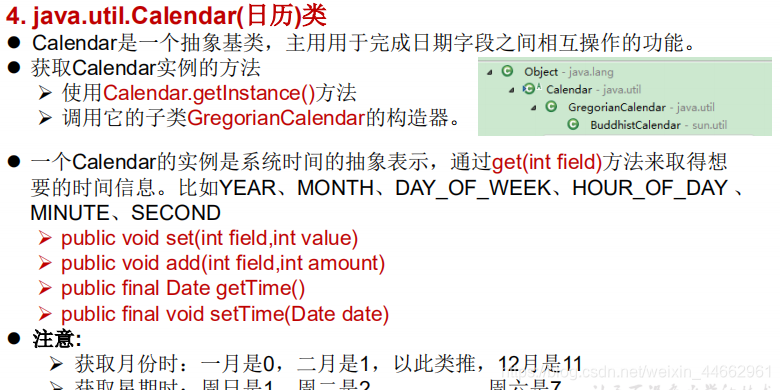 4. java.util.Calendar(日历)类
● Calendar是一个抽象基类，主用用于完成日期字段之间相互操作的功能。
● 获取Calendar实例的方法
➢ 使用Calendar.getInstance()方法
➢ 调用它的子类GregorianCalendar的构造器。
Object - java.lang
Calendar - java.util
GregorianCalendar - java.util
BuddhistCalendar - sun.util
● 一个Calendar的实例是系统时间的抽象表示，通过get(int field)方法来取得想
要的时间信息。比如YEAR、MONTH、DAY_OF_WEEK、HOUR_OF_DAY 、
MINUTE、SECOND
➢ public void set(int field,int value)
➢ public void add(int field,int amount)
➢ public final Date getTime()
➢ public final void setTime(Date date)
● 注意:
➢ 获取月份时：一月是0，二月是1，以此类推，12月是11
https://blog.csdn.net/weixin_44662961
➢ 获取星期时：周日是1，周二是2 周六是7